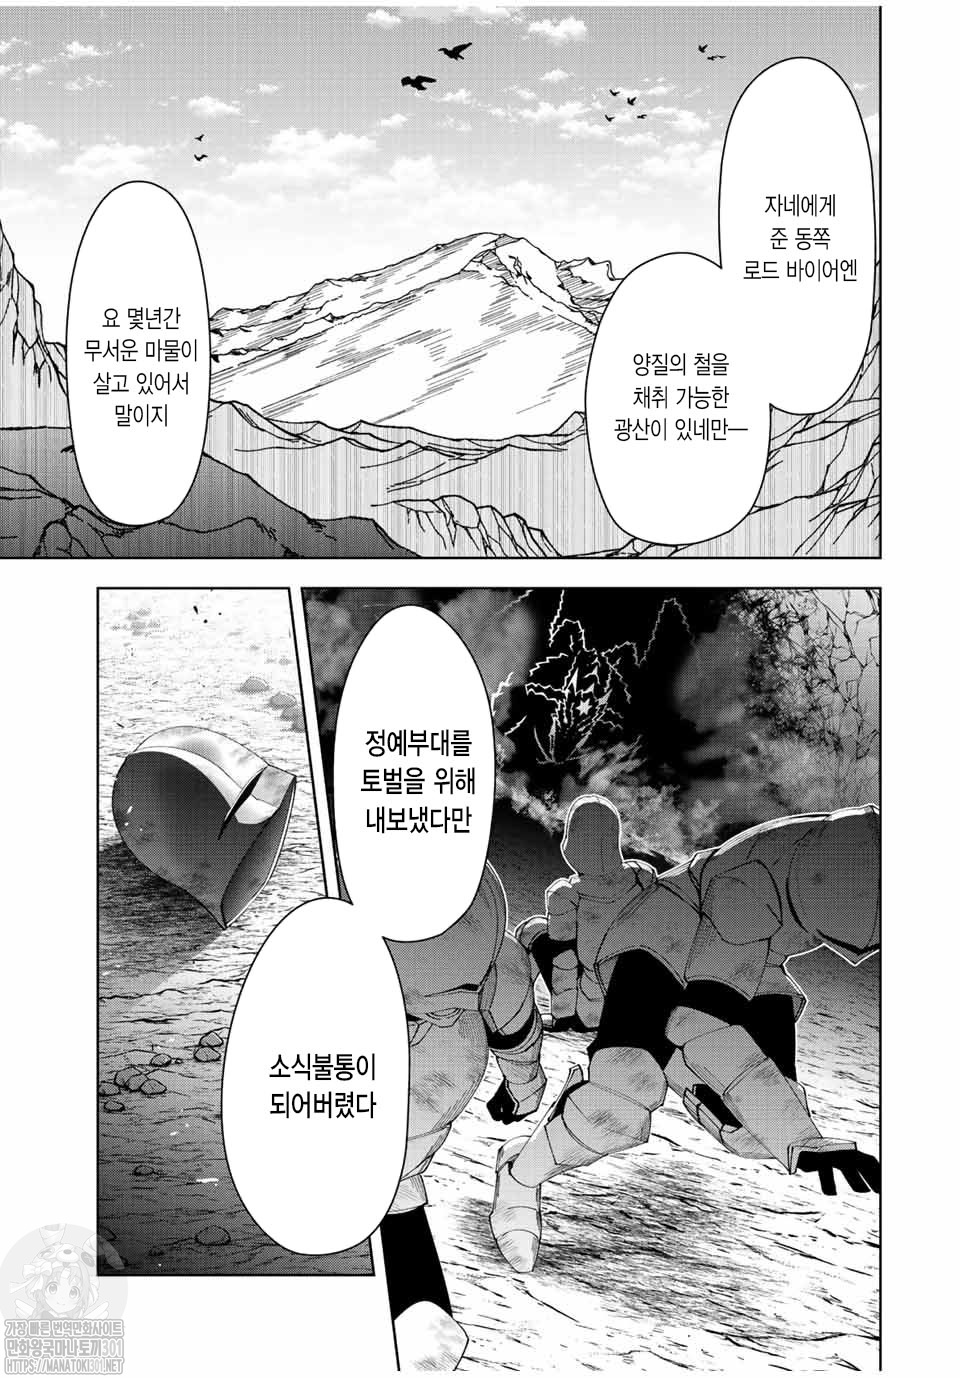 자네에게
준 동쪽
로드 바이어엔
양질의 철을
채취 가능한
광산이 있네만—
요 몇년간
무서운 마물이
살고 있어서
말이지
정예부대를
토벌을 위해
내보냈다만
소식불통이
되어버렸다
가장 빠른 번역만화사이트
만화왕국마나토끼301
HTTPS://MANATOKI301.NET